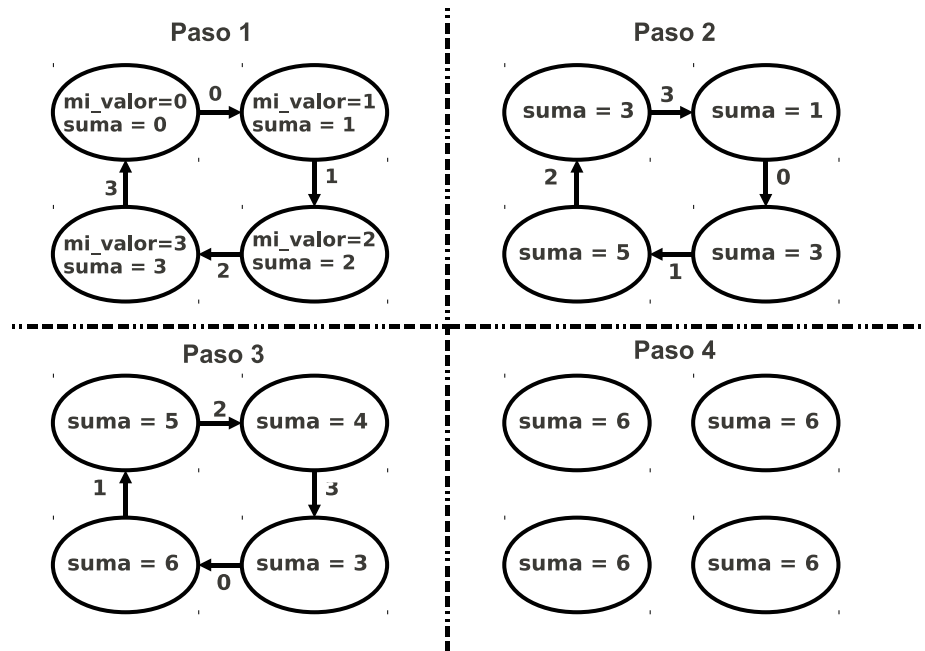 Paso 1
mi_valor=0
suma = 0
0
mi_valor=1
suma = 1
3
1
mi_valor=3
suma = 3
2
mi_valor=2
suma = 2
Paso 2
suma = 3
3
suma = 1
2
0
suma = 5
1
suma = 3
Paso 3
suma = 5
2
suma = 4
1
3
suma = 6
0
suma = 3
Paso 4
suma = 6
suma = 6
suma = 6
suma = 6